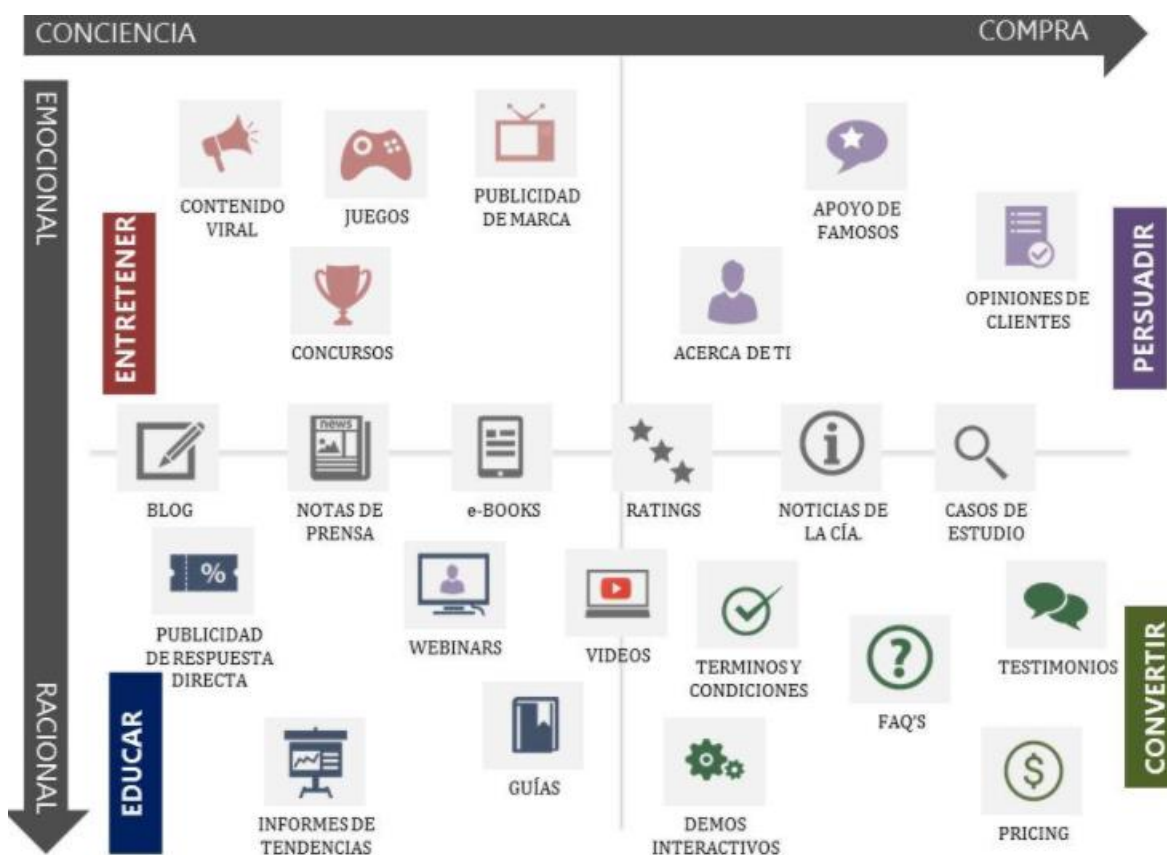 CONCIENCIA
COMPRA
EMOCIONAL
RACIONAL
ENTRETENER
PERSUADIR
CONTENIDO
VIRAL
JUEGOS
PUBLICIDAD
DE MARCA
APOYO DE
FAMOSOS
OPINIONES DE
CLIENTES
CONCURSOS
ACERCA DE TI
news
BLOG
NOTAS DE
PRENSA
e-BOOKS
RATINGS
NOTICIAS DE
LA CÍA.
CASOS DE
ESTUDIO
%
PUBLICIDAD
DE RESPUESTA
DIRECTA
WEBINARS
VIDEOS
TERMINOS Y
CONDICIONES
?
FAQ'S
TESTIMONIOS
EDUCAR
CONVERTIR
INFORMES DE
TENDENCIAS
GUÍAS
DEMOS
INTERACTIVOS
$
PRICING